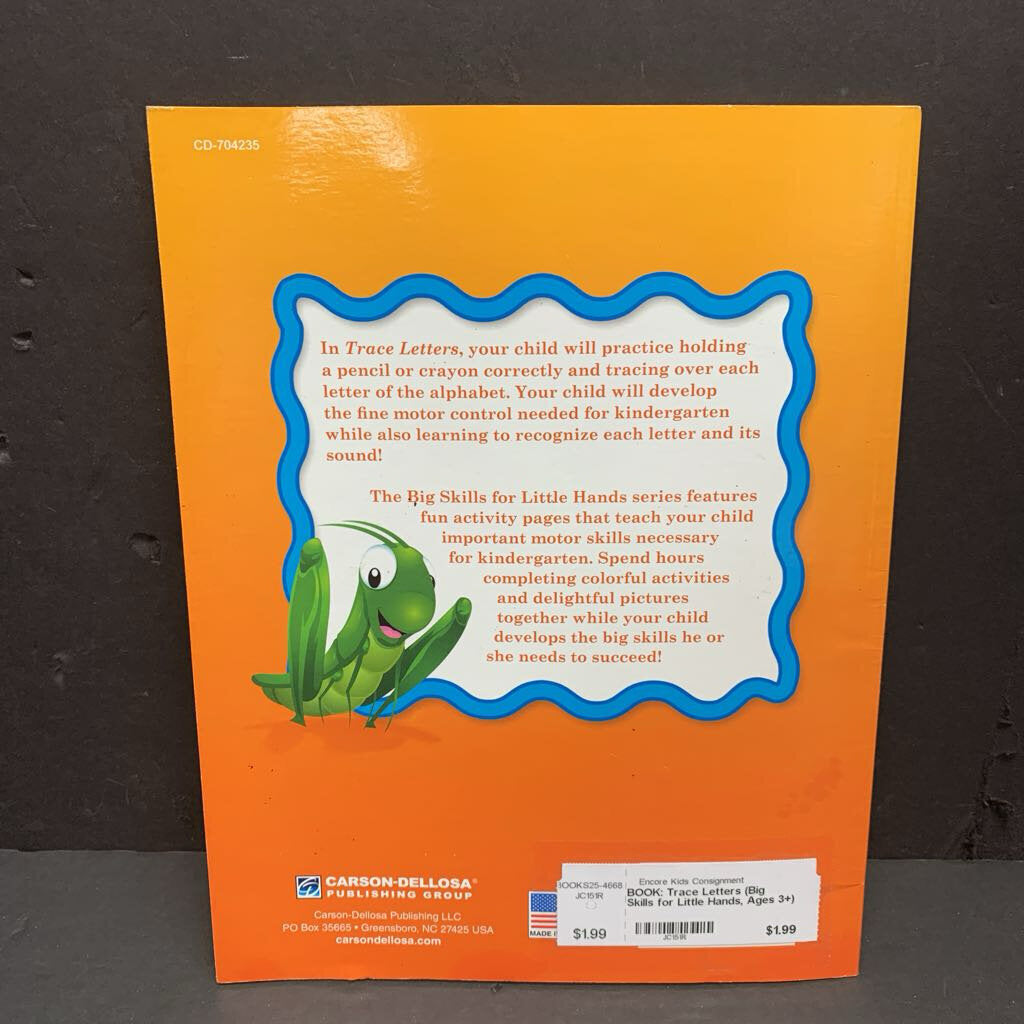 CD-704235
In Trace Letters, your child will practice holding
a pencil or crayon correctly and tracing over each
letter of the alphabet. Your child will develop
the fine motor control needed for kindergarten
while also learning to recognize each letter and its
sound!
The Big Skills for Little Hands series features
fun activity pages that teach your child
important motor skills necessary
for kindergarten. Spend hours
completing colorful activities
and delightful pictures
together while your child
develops the big skills he or
she needs to succeed!
CARSON-DELLOSA®
PUBLISHING GROUP
Carson-Dellosa Publishing LLC
PO Box 35665 • Greensboro, NC 27425 USA
carsondellosa.com
MADE
BOOKS25-4668
JC151R
$1.99
Encore Kids Consignment
BOOK: Trace Letters (Big
Skills for Little Hands, Ages 3+)
JC151R
$1.99